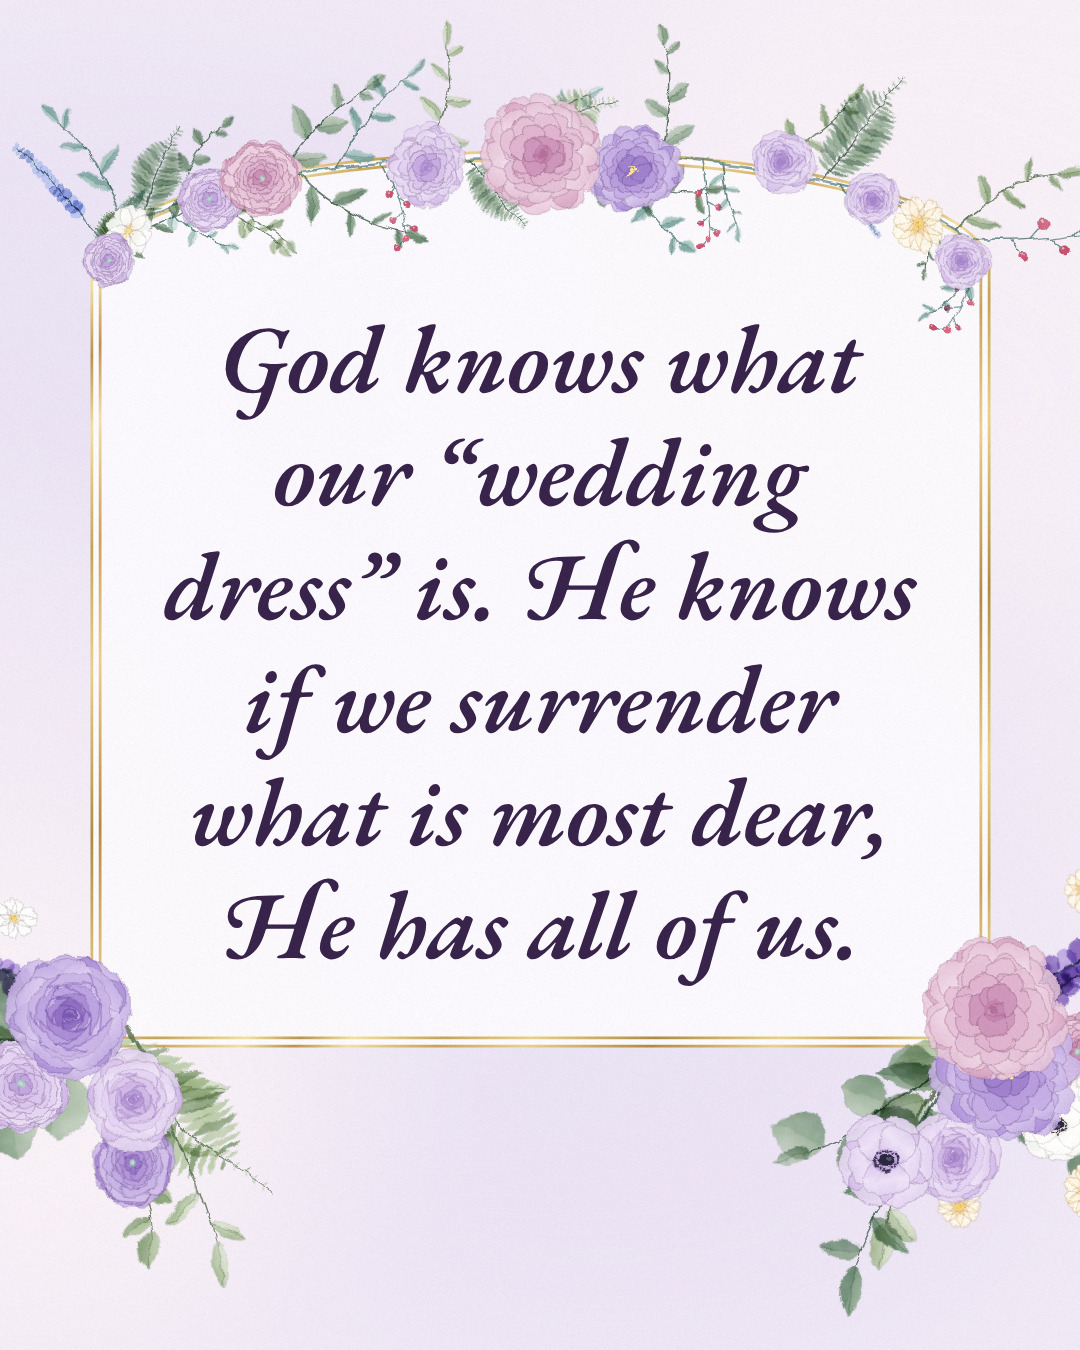 God knows what
our “wedding
dress” is. He knows
if we surrender
what is most dear,
He has all of us.